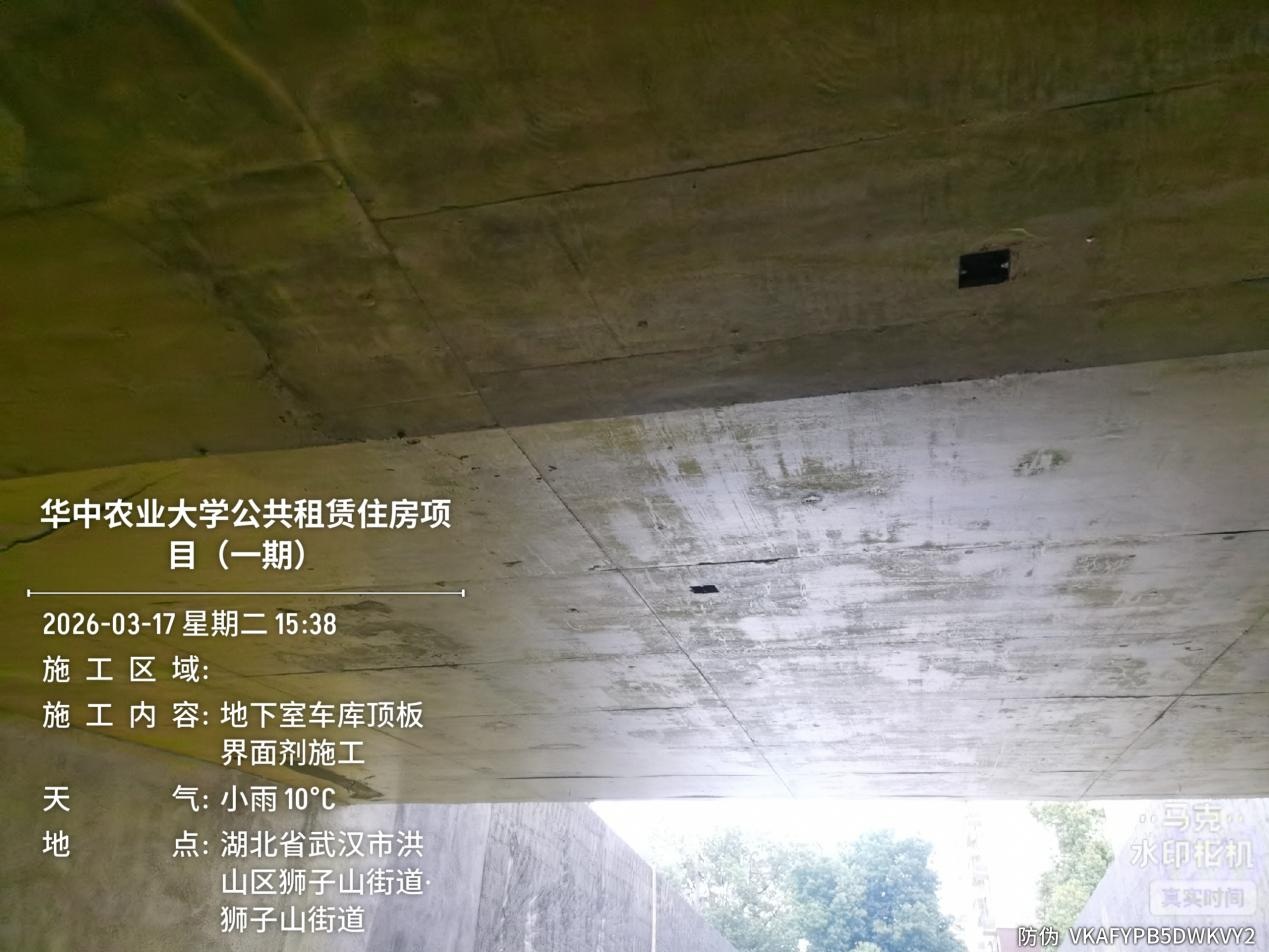 华中农业大学公共租赁住房项
目（一期）
2026-03-17 星期二 15:38
施工区域:
施工内容: 地下室车库顶板
界面剂施工
天气: 小雨 10°C
地点: 湖北省武汉市洪
山区狮子山街道·
狮子山街道
马克
水印相机
真实时间
防伪 VKAFYPB5DWKVY2